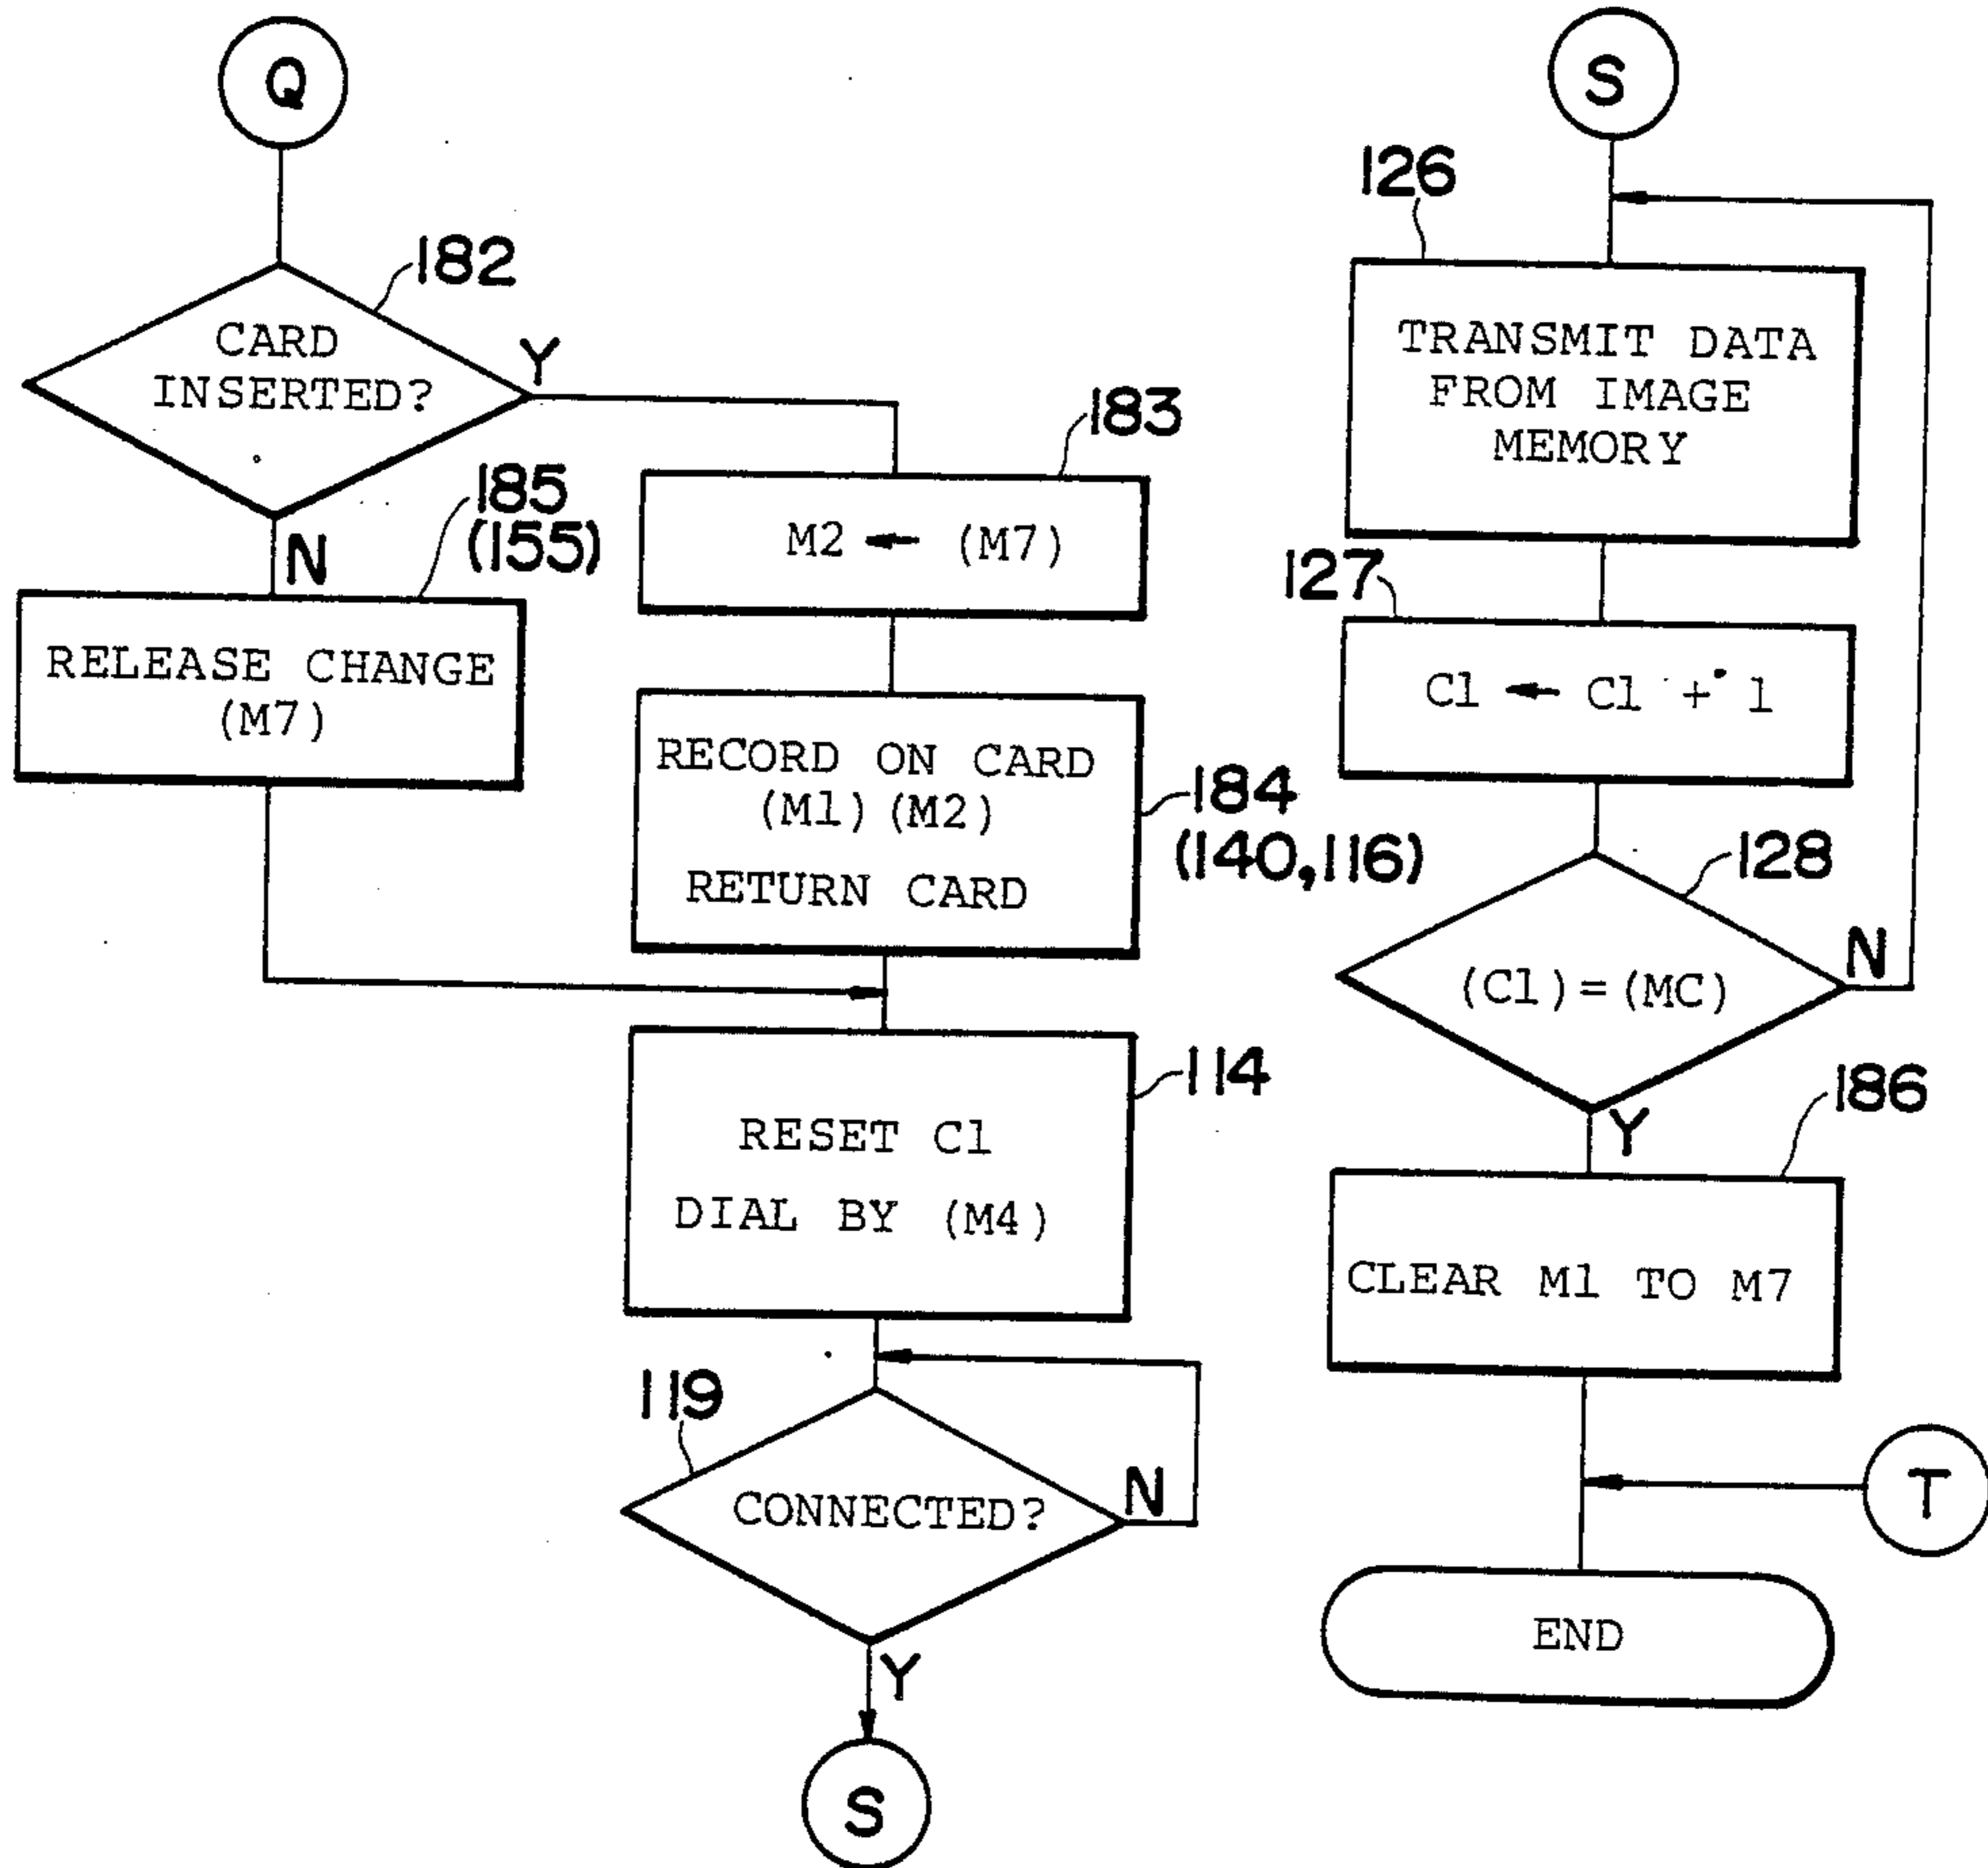 Q
182
CARD
INSERTED?
Y
N
185
(155)
RELEASE CHANGE
(M7)
183
M2 ← (M7)
RECORD ON CARD
(M1)(M2)
RETURN CARD
184
(140,116)
114
RESET C1
DIAL BY (M4)
119
CONNECTED?
N
Y
S
S
126
TRANSMIT DATA
FROM IMAGE
MEMORY
127
C1 ← C1 + 1
128
(C1)=(MC)
N
Y
186
CLEAR M1 TO M7
T
END